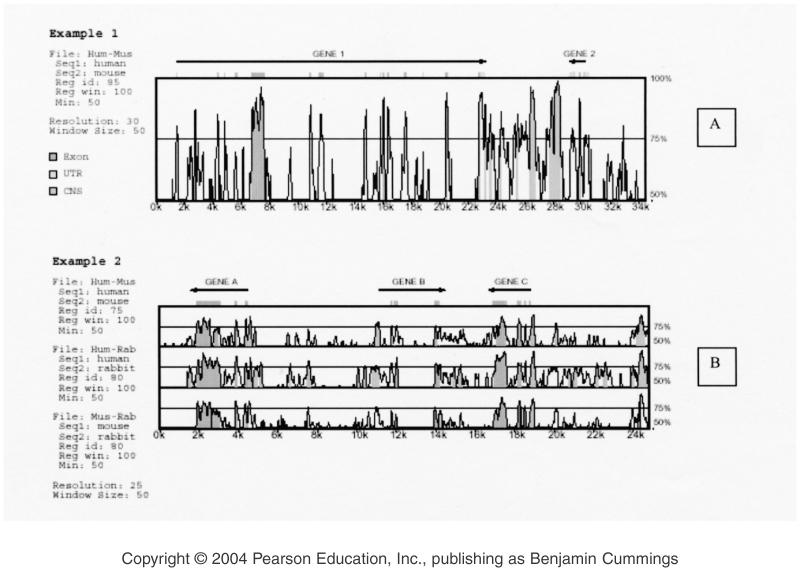 Example 1
File: Hum-Mus
Seq1: human
Seq2: mouse
Reg id: 85
Reg win: 100
Min: 50
Resolution: 30
Window Size: 50
Exon
UTR
CNS
GENE 1
GENE 2
100%
75%
50%
0k 2k 4k 6k 8k 10k 12k 14k 16k 18k 20k 22k 24k 26k 28k 30k 32k 34k
A
Example 2
File: Hum-Mus
Seq1: human
Seq2: mouse
Reg id: 75
Reg win: 100
Min: 50
File: Hum-Rab
Seq1: human
Seq2: rabbit
Reg id: 80
Reg win: 100
Min: 50
File: Mus-Rab
Seq1: mouse
Seq2: rabbit
Reg id: 80
Reg win: 100
Min: 50
Resolution: 25
Window Size: 50
GENE A
GENE B
GENE C
75%
50%
75%
50%
75%
50%
0k 2k 4k 6k 8k 10k 12k 14k 16k 18k 20k 22k 24k
B
Copyright © 2004 Pearson Education, Inc., publishing as Benjamin Cummings